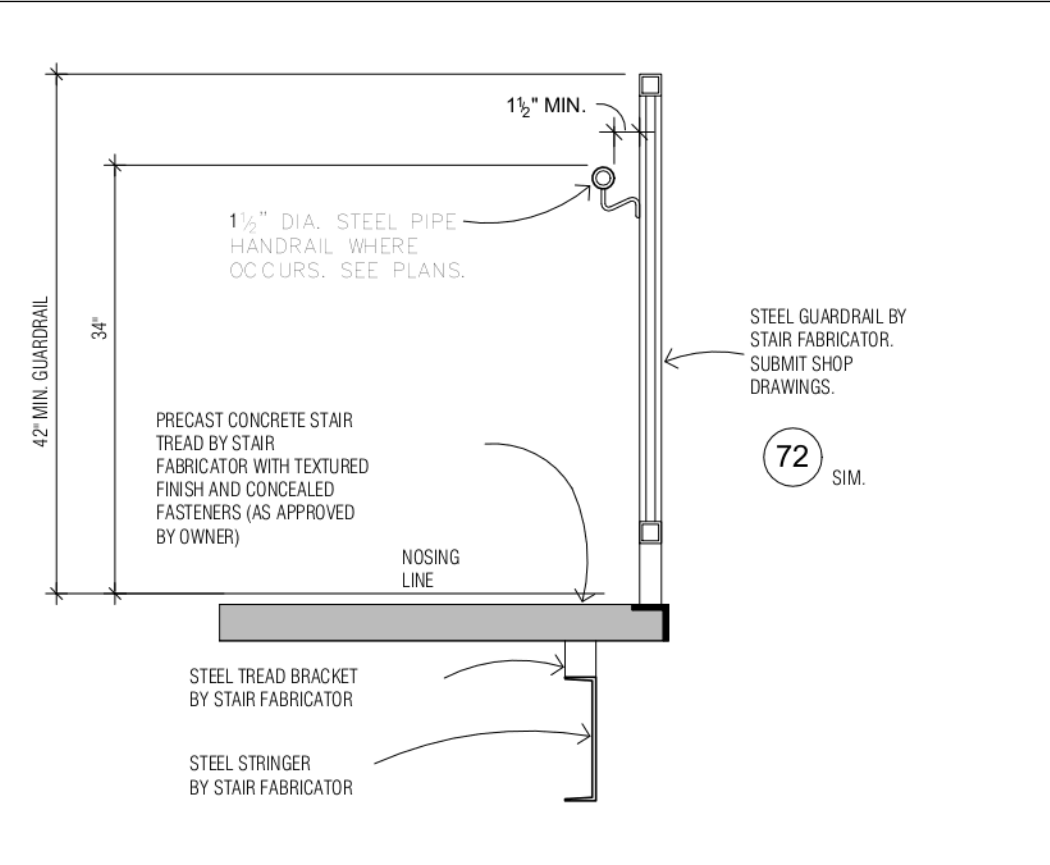 1½" MIN.
1½" DIA. STEEL PIPE
HANDRAIL WHERE
OCCURS. SEE PLANS.
42" MIN. GUARDRAIL
34"
STEEL GUARDRAIL BY
STAIR FABRICATOR.
SUBMIT SHOP
DRAWINGS.
72
SIM.
PRECAST CONCRETE STAIR
TREAD BY STAIR
FABRICATOR WITH TEXTURED
FINISH AND CONCEALED
FASTENERS (AS APPROVED
BY OWNER)
NOSING
LINE
STEEL TREAD BRACKET
BY STAIR FABRICATOR
STEEL STRINGER
BY STAIR FABRICATOR